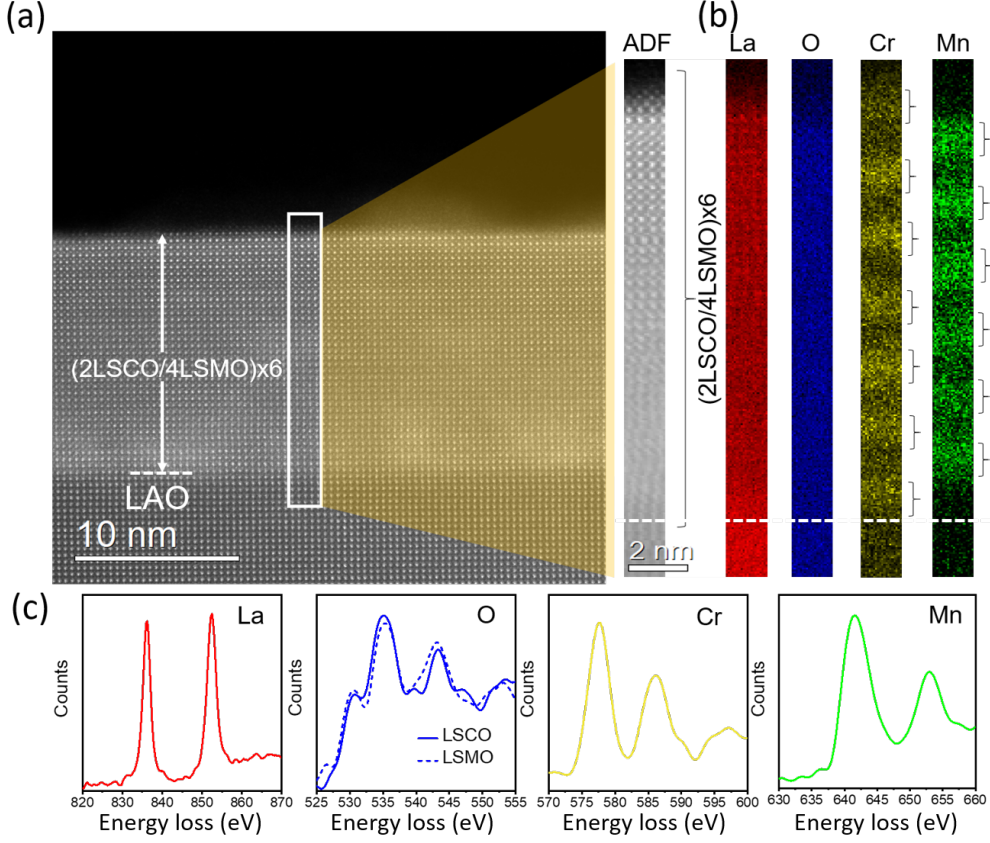 (a)
(b)
ADF
La
O
Cr
Mn
(2LSCO/4LSMO)x6
LAO
10 nm
(2LSCO/4LSMO)x6
2 nm
(c)
La
Counts
820 830 840 850 860 870
Energy loss (eV)
O
Counts
LSCO
LSMO
525 530 535 540 545 550 555
Energy loss (eV)
Cr
Counts
570 575 580 585 590 595 600
Energy loss (eV)
Mn
Counts
630 635 640 645 650 655 660
Energy loss (eV)